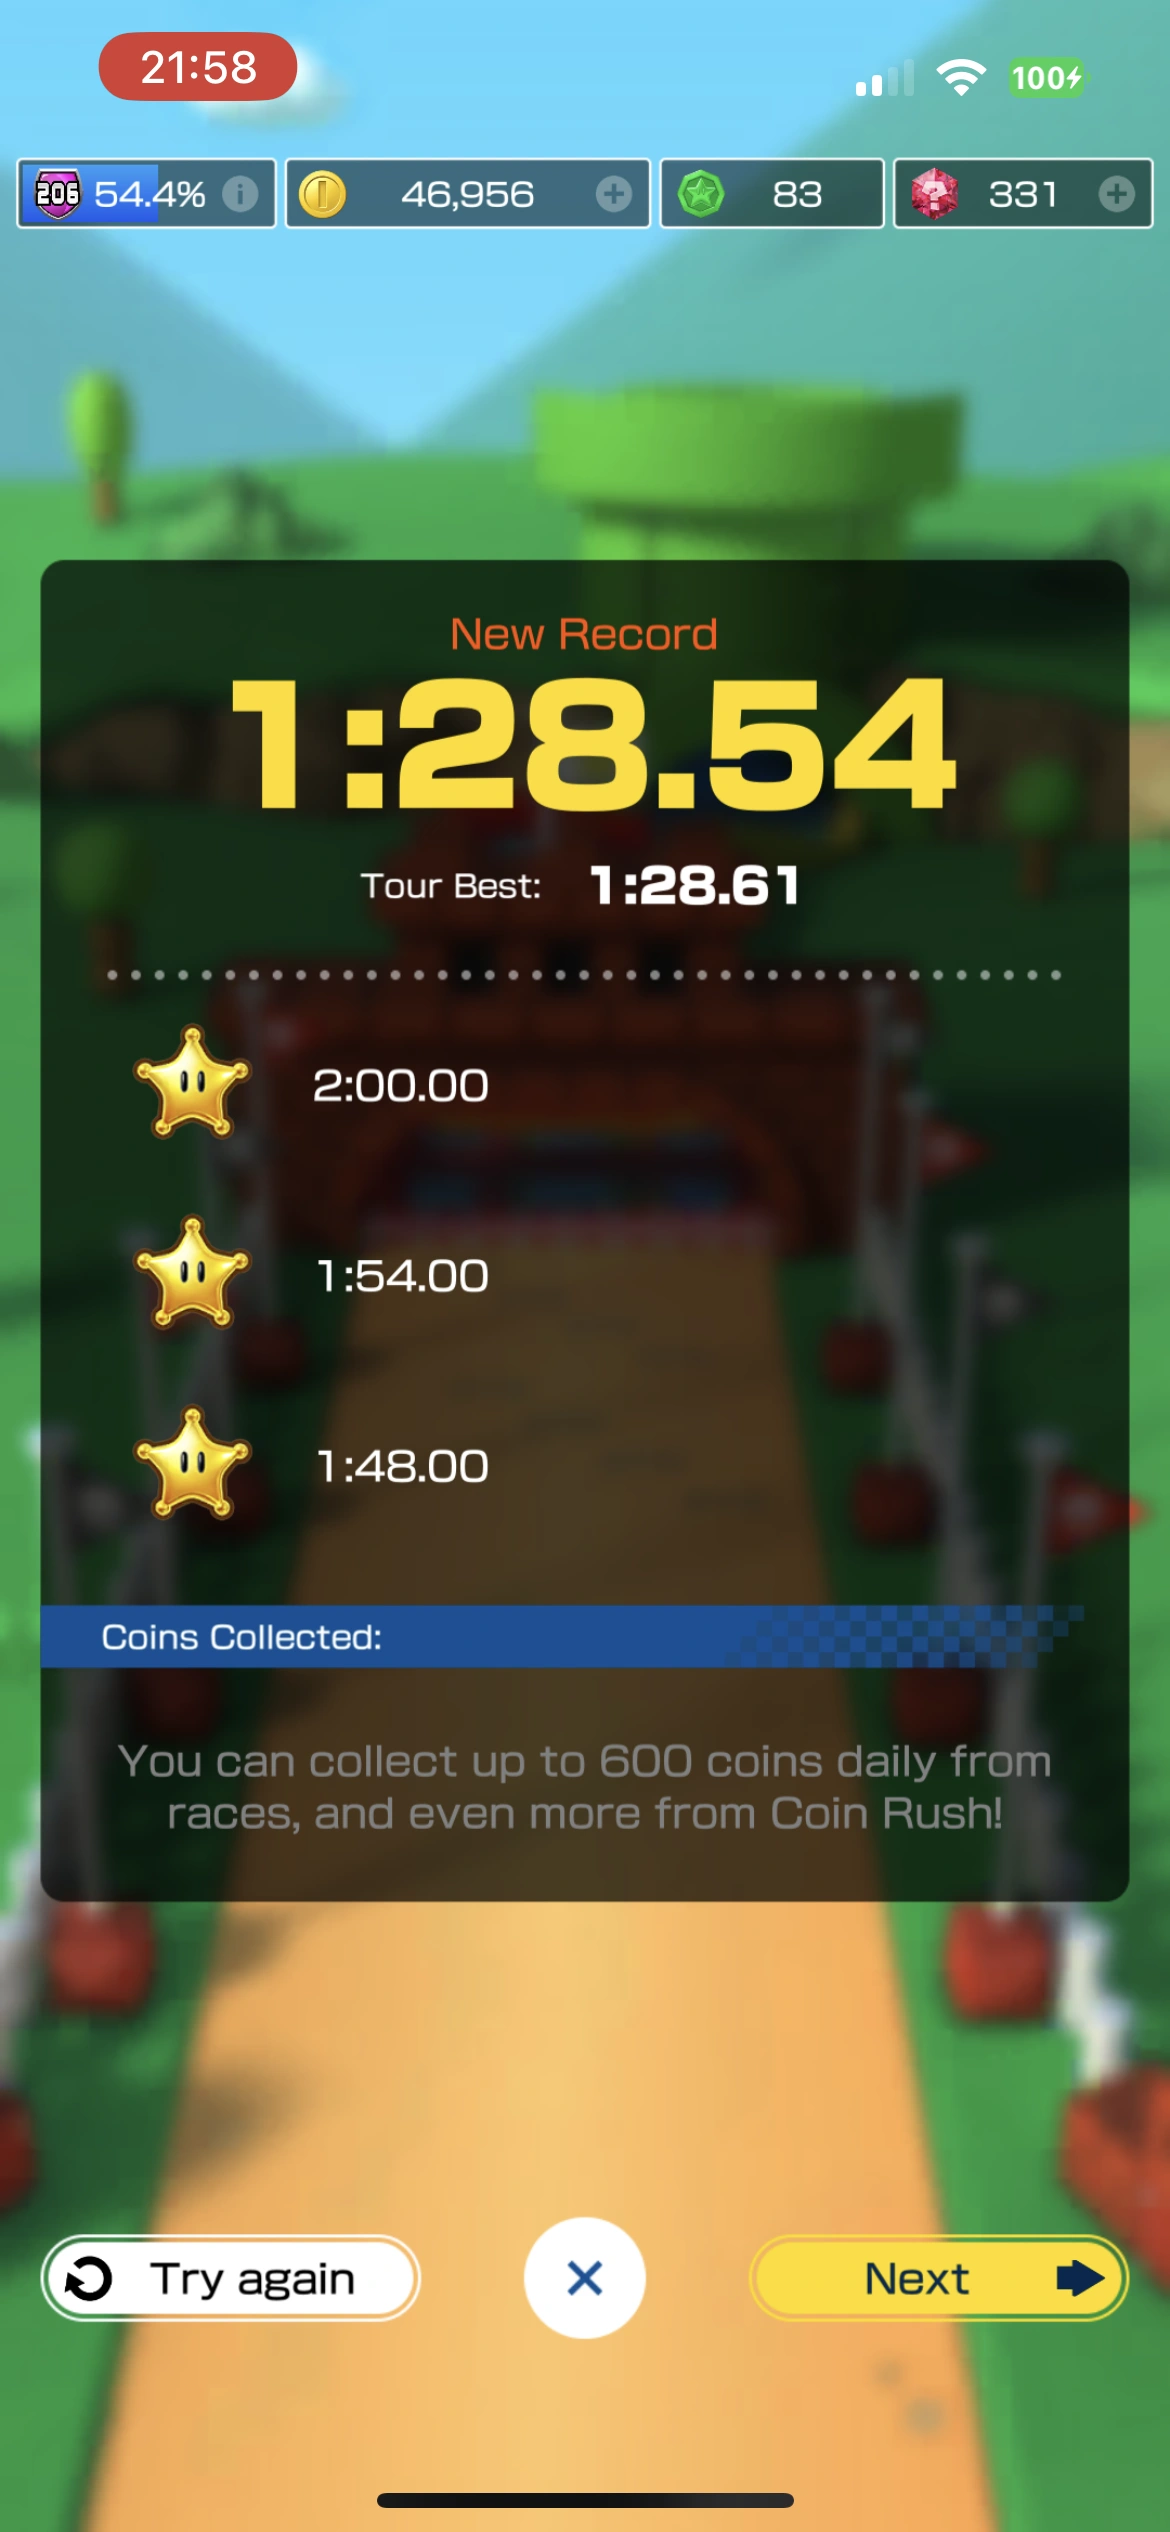 21:58
100
206 54.4% i 46,956 83 331
New Record
1:28.54
Tour Best: 1:28.61
2:00.00
1:54.00
1:48.00
Coins Collected:
You can collect up to 600 coins daily from
races, and even more from Coin Rush!
Try again
Next